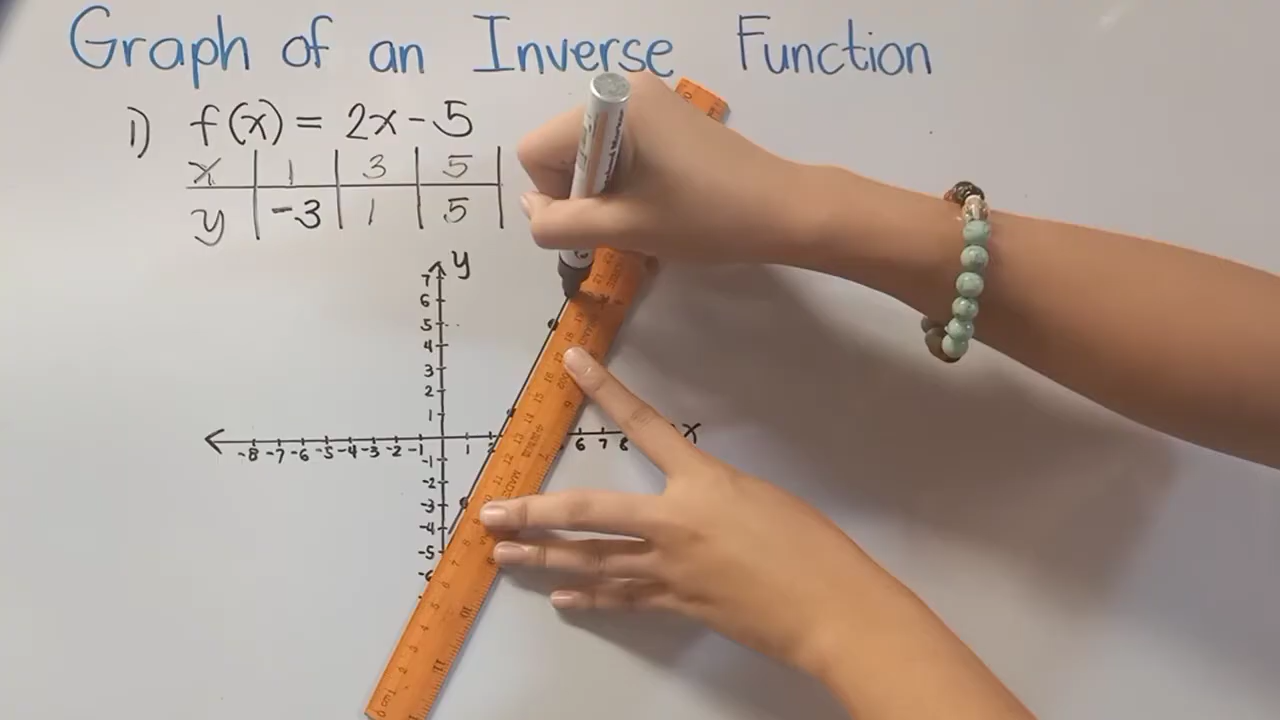 Graph of an Inverse Function
1) f(x) = 2x - 5
x | 1 | 3 | 5
y | -3 | 1 | 5
y
7
6
5
4
3
2
1
-8 -7 -6 -5 -4 -3 -2 -1 1 2 6 7 8 x
-1
-2
-3
-4
-5
-6